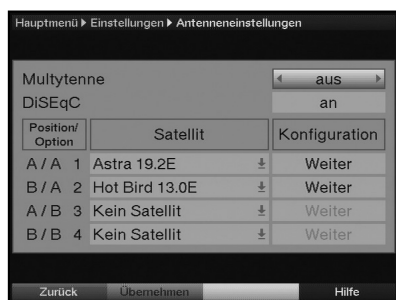 Hauptmenü ▶ Einstellungen ▶ Antenneneinstellungen
Multytenne aus
DiSEqC an
Position/Option Satellit Konfiguration
A / A 1 Astra 19.2E Weiter
B / A 2 Hot Bird 13.0E Weiter
A / B 3 Kein Satellit Weiter
B / B 4 Kein Satellit Weiter
Zurück Übernehmen Hilfe